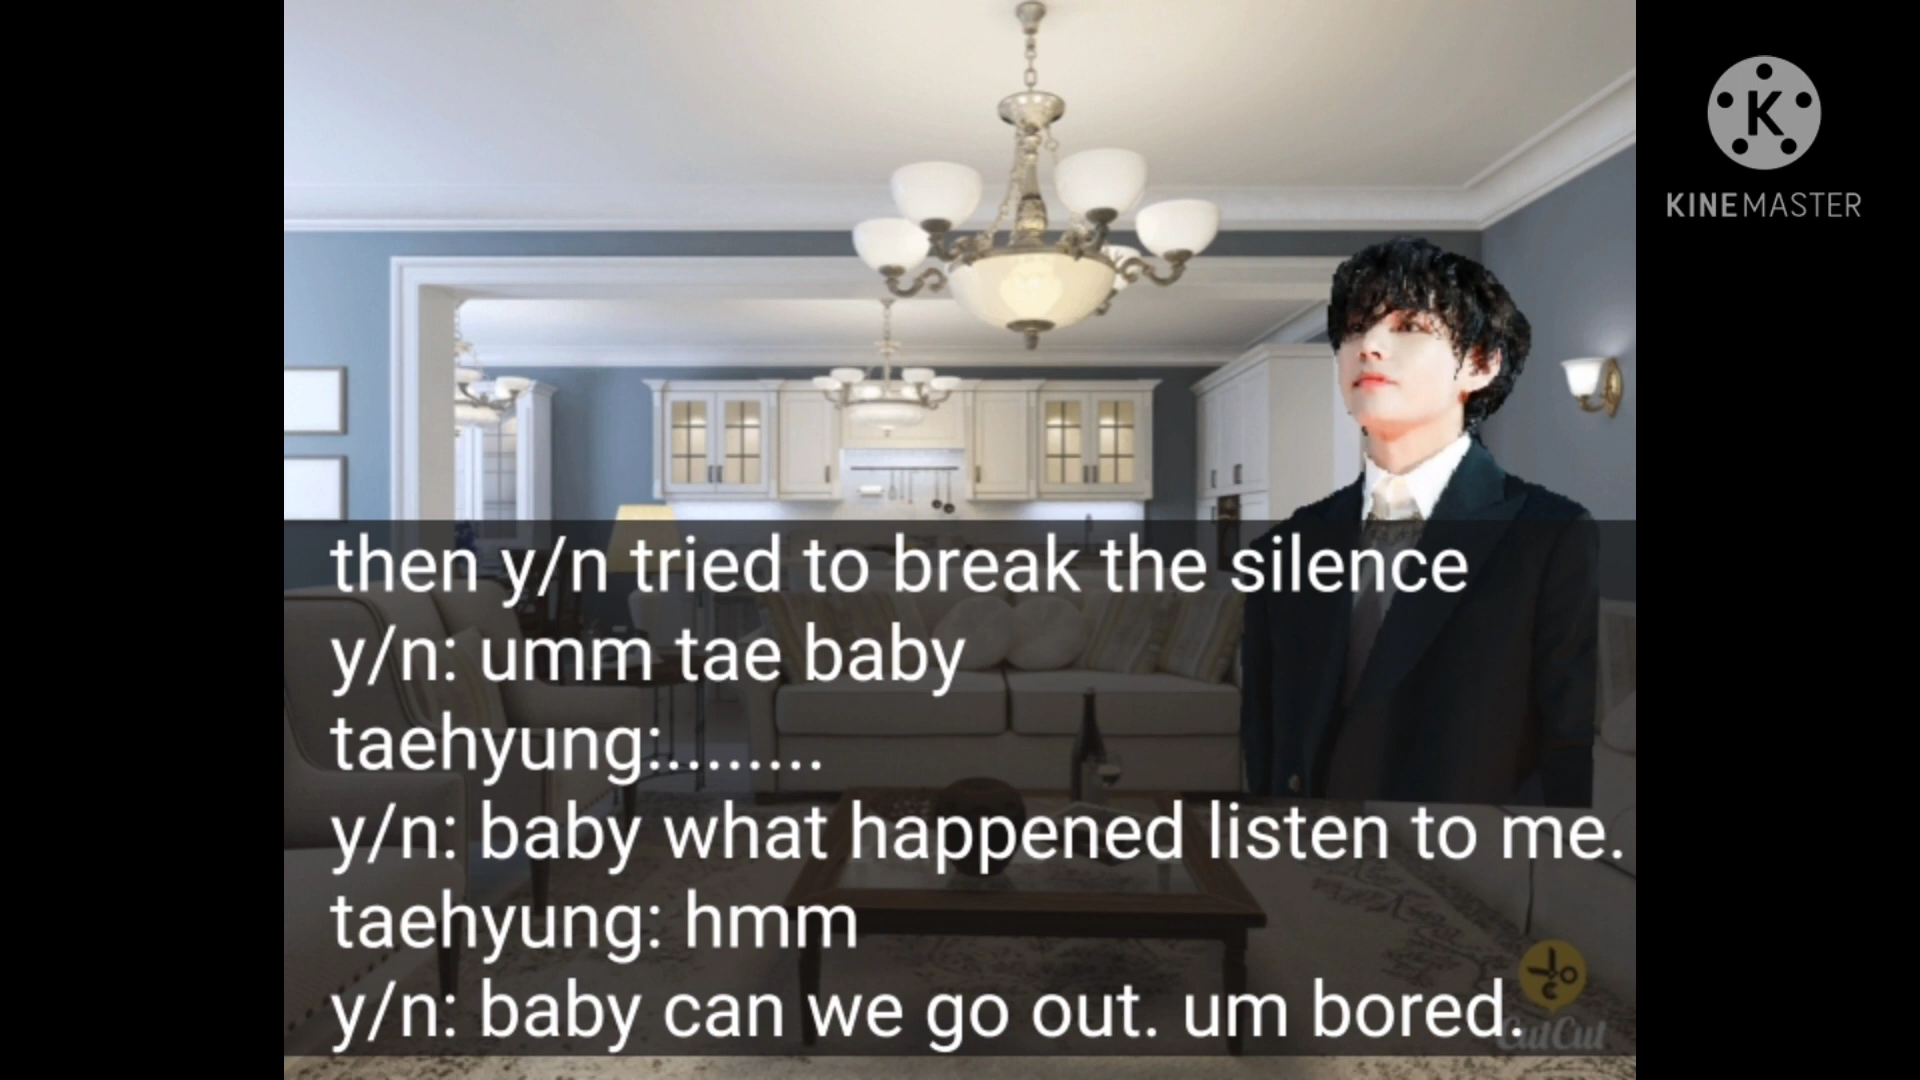 K
KINEMASTER
then y/n tried to break the silence
y/n: umm tae baby
taehyung:.........
y/n: baby what happened listen to me.
taehyung: hmm
y/n: baby can we go out. um bored.
CutCut